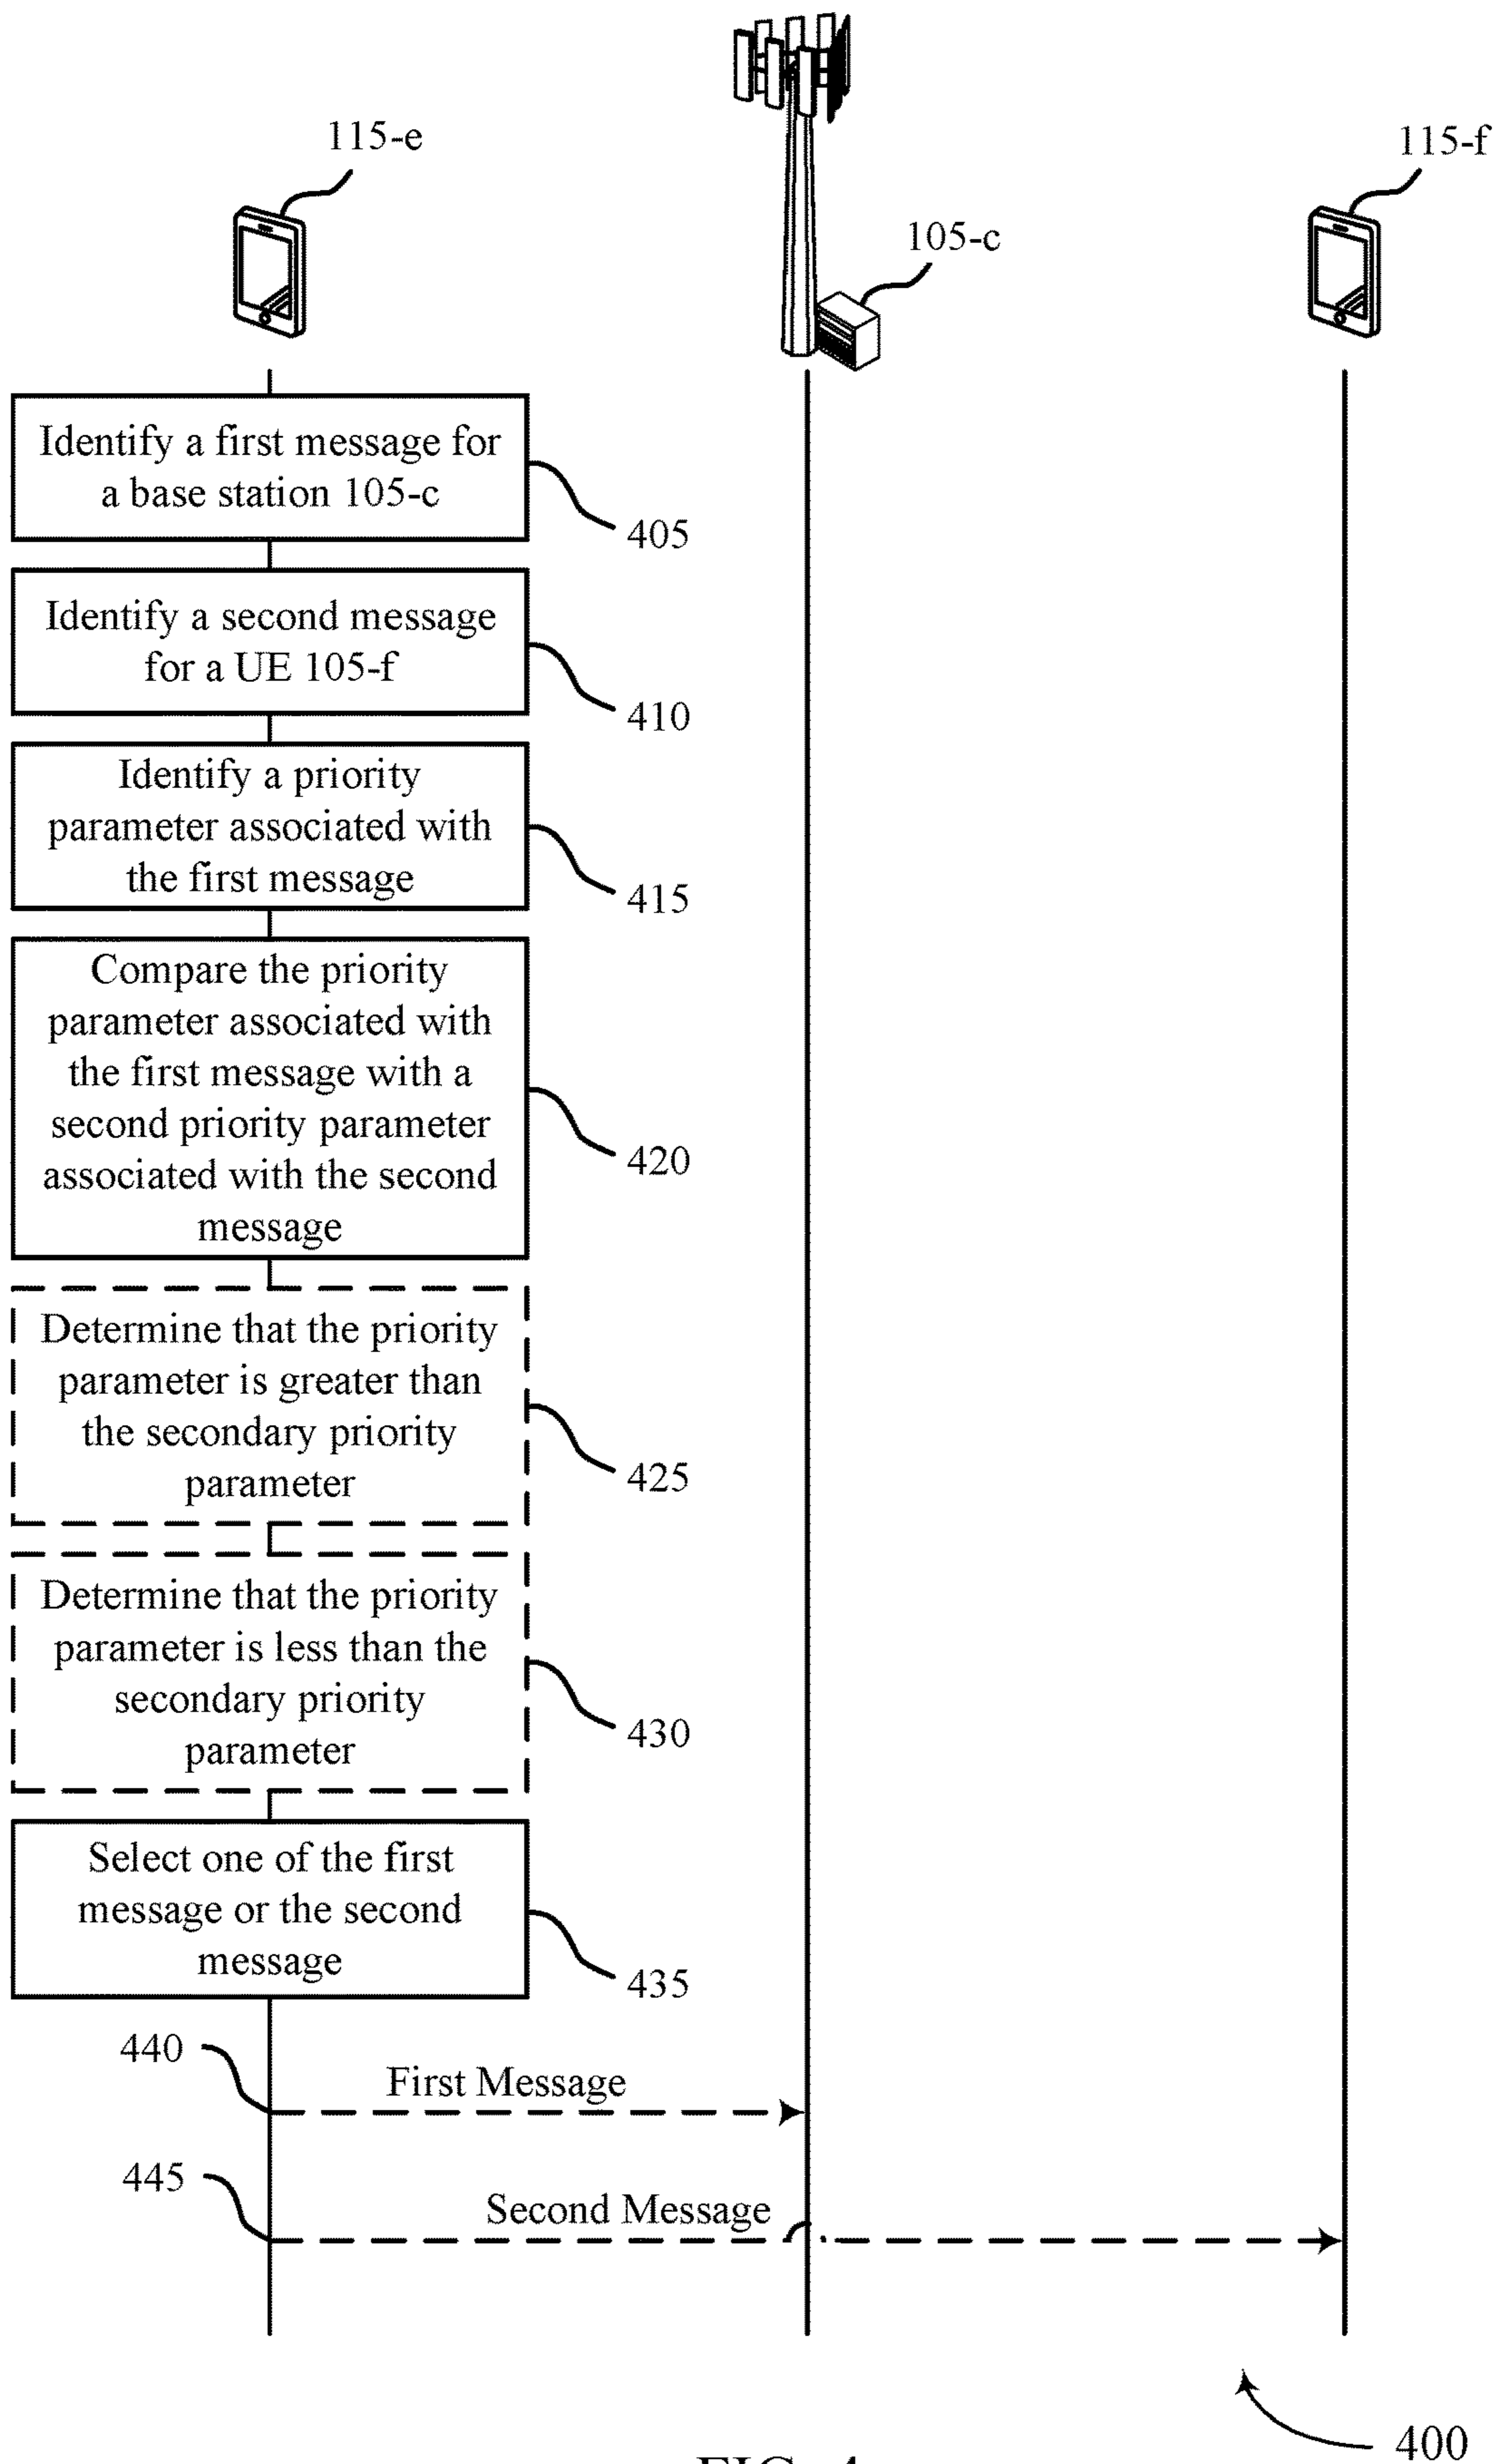 115-e
115-f
105-c
Identify a first message for
a base station 105-c
405
Identify a second message
for a UE 105-f
410
Identify a priority
parameter associated with
the first message
415
Compare the priority
parameter associated with
the first message with a
second priority parameter
associated with the second
message
420
Determine that the priority
parameter is greater than
the secondary priority
parameter
425
Determine that the priority
parameter is less than the
secondary priority
parameter
430
Select one of the first
message or the second
message
435
440
First Message
445
Second Message
400
FIG. 4